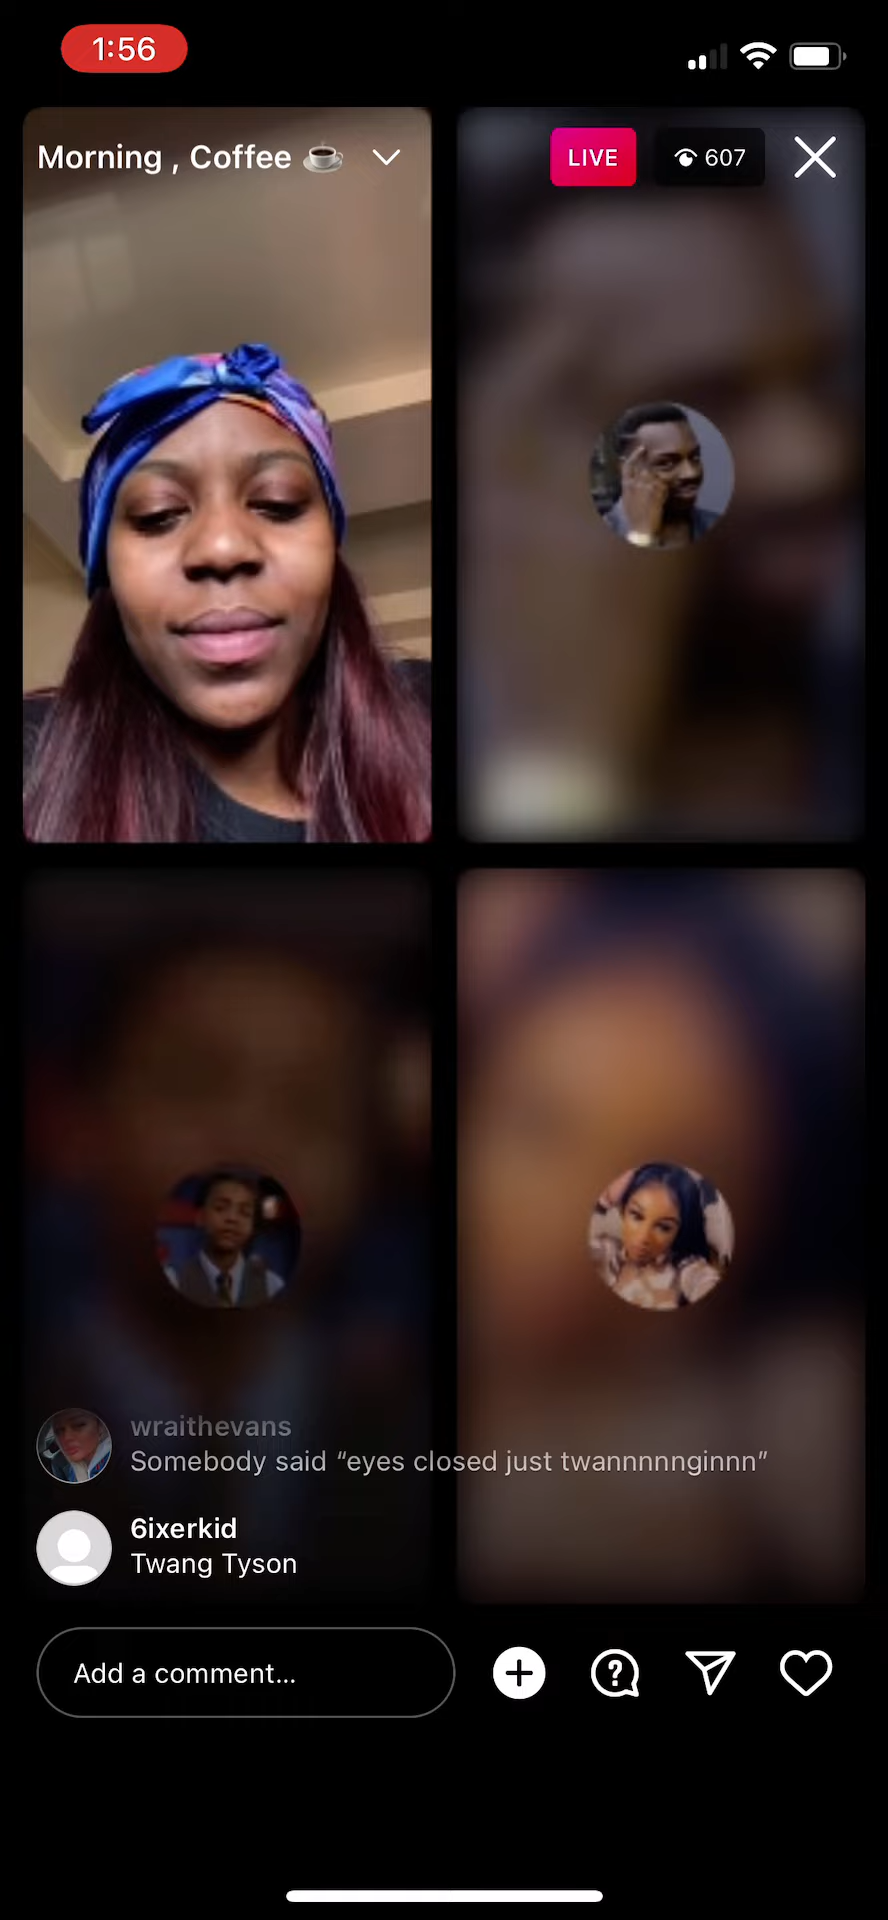 1:56
Morning , Coffee ☕
LIVE
607
wraithevans
Somebody said “eyes closed just twannnnnginnn”
6ixerkid
Twang Tyson
Add a comment...